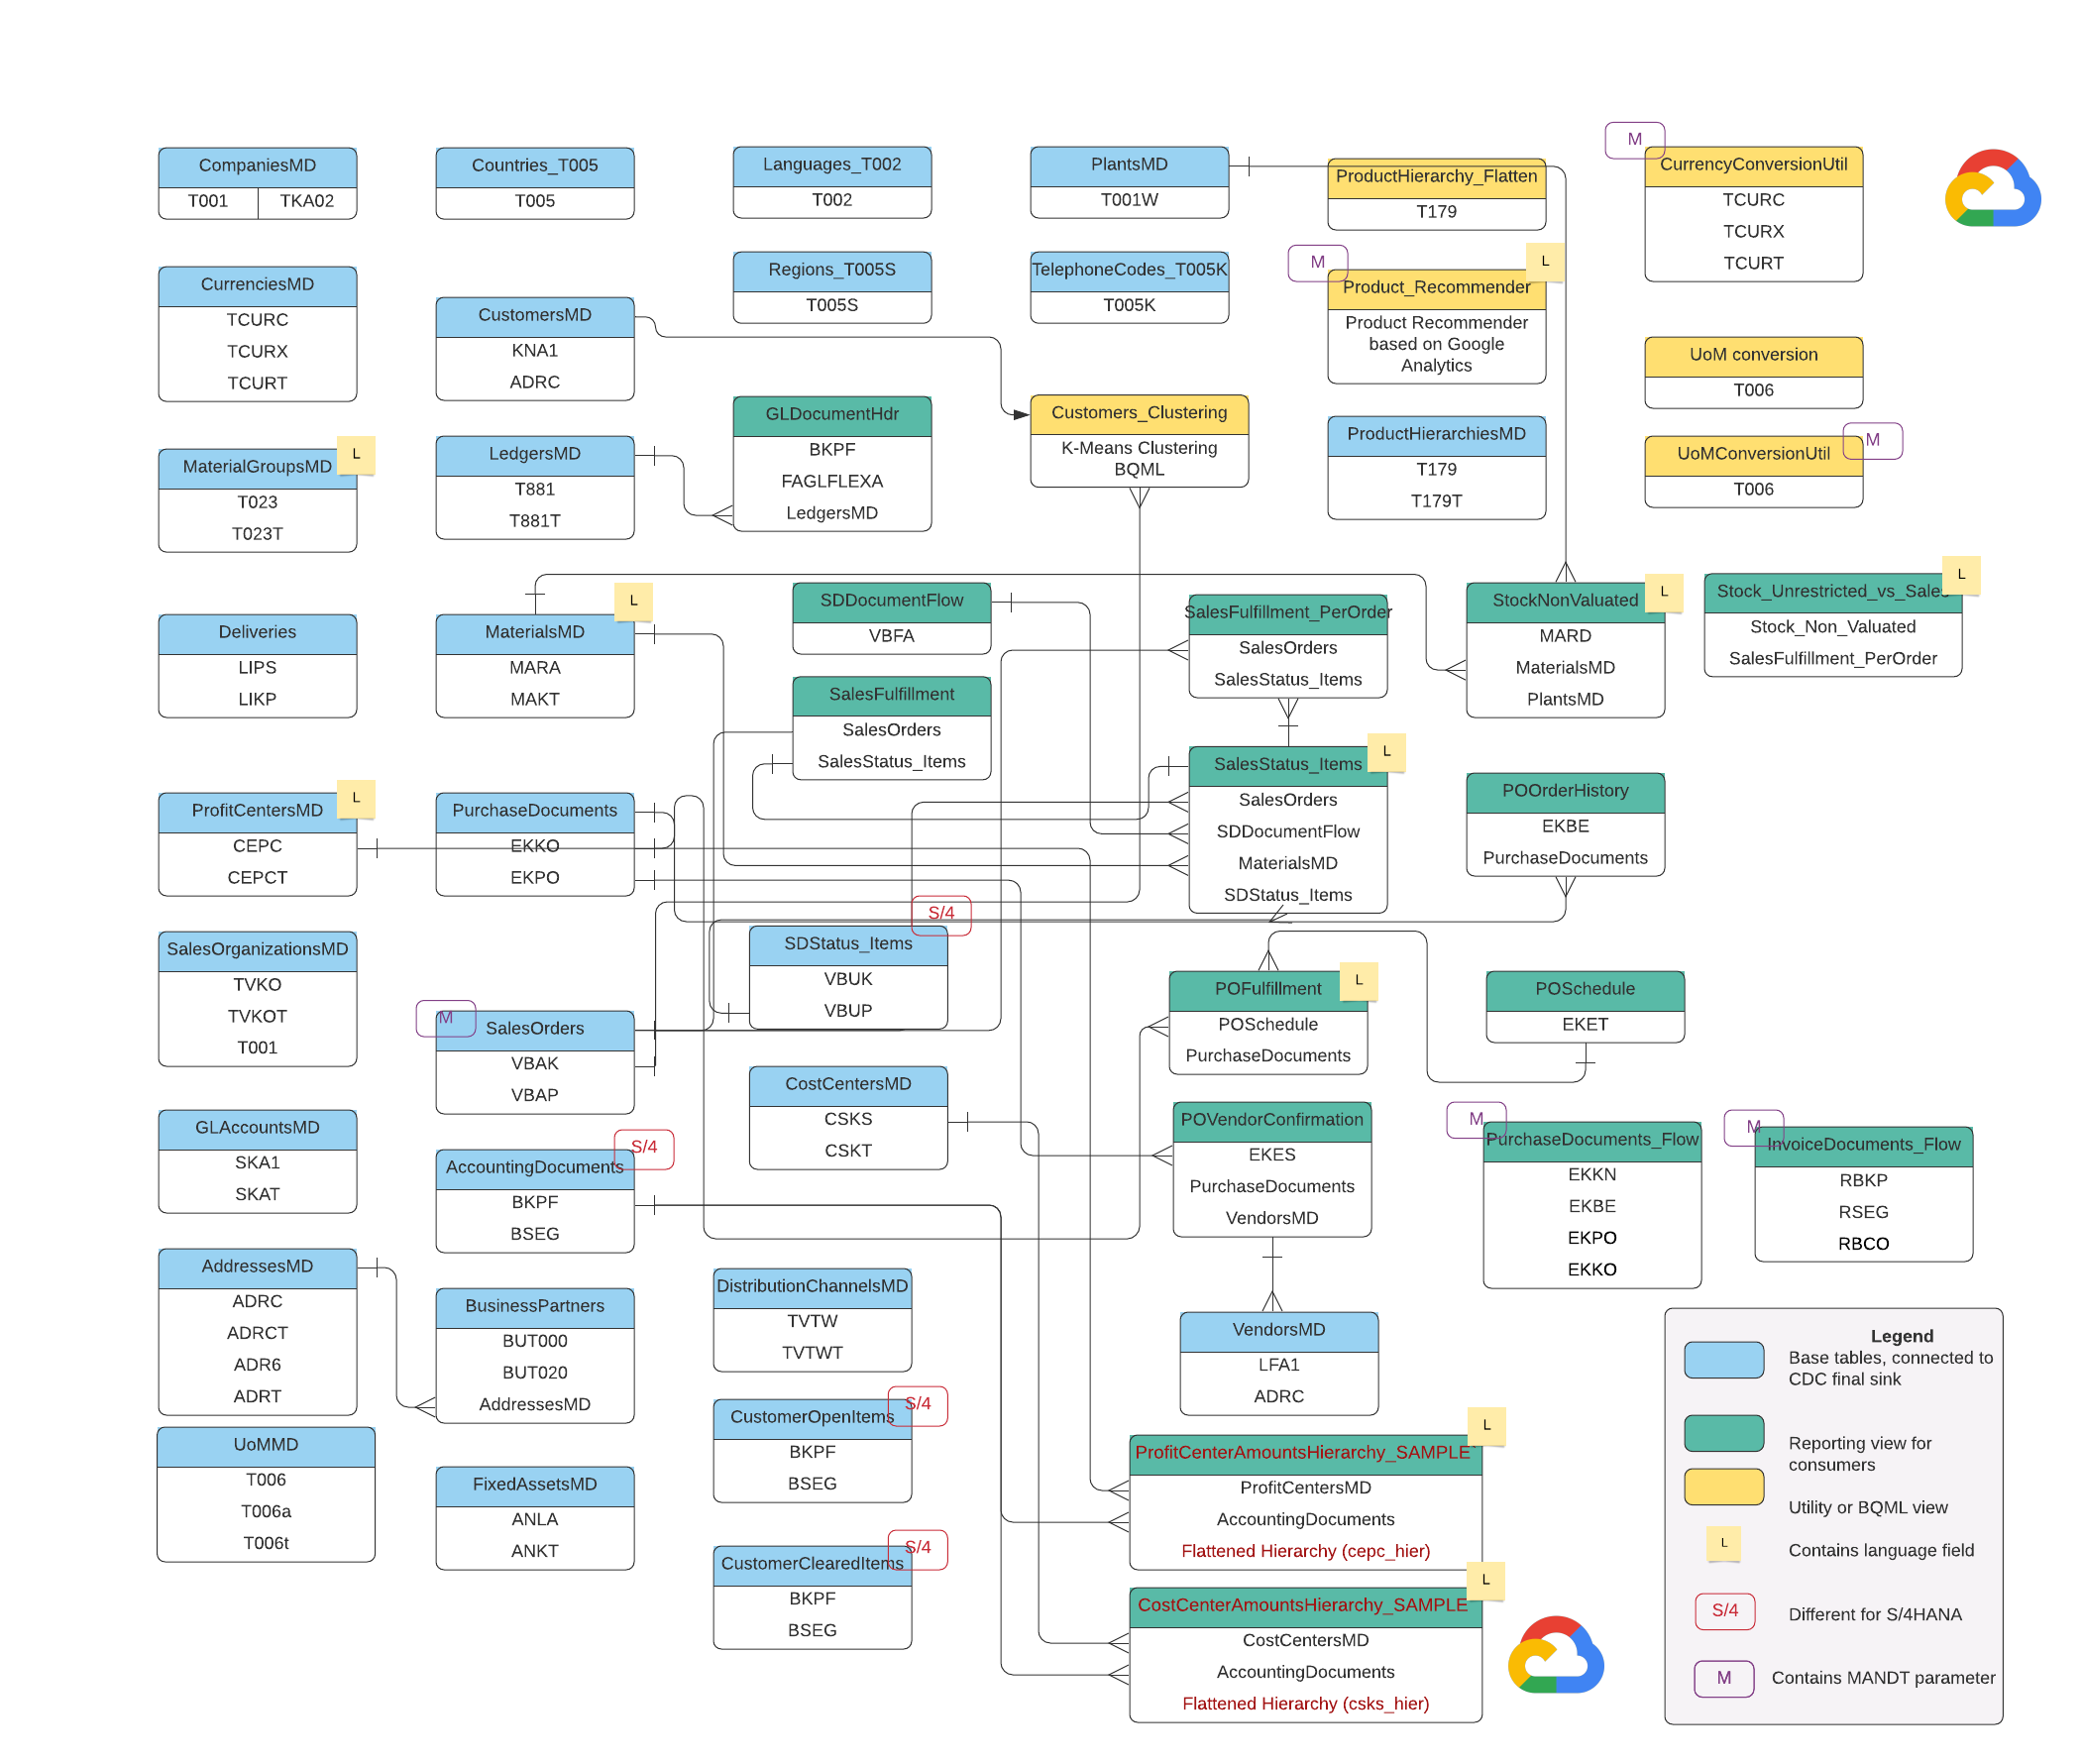 CompaniesMD
T001
TKA02
Countries_T005
T005
Languages_T002
T002
PlantsMD
T001W
ProductHierarchy_Flatten
T179
M
CurrencyConversionUtil
TCURC
TCURX
TCURT
CurrenciesMD
TCURC
TCURX
TCURT
CustomersMD
KNA1
ADRC
Regions_T005S
T005S
TelephoneCodes_T005K
T005K
M
L
Product_Recommender
Product Recommender
based on Google
Analytics
UoM conversion
T006
L
MaterialGroupsMD
T023
T023T
LedgersMD
T881
T881T
GLDocumentHdr
BKPF
FAGLFLEXA
LedgersMD
Customers_Clustering
K-Means Clustering
BQML
ProductHierarchiesMD
T179
T179T
M
UoMConversionUtil
T006
Deliveries
LIPS
LIKP
L
MaterialsMD
MARA
MAKT
SDDocumentFlow
VBFA
SalesFulfillment
SalesOrders
SalesStatus_Items
SalesFulfillment_PerOrder
SalesOrders
SalesStatus_Items
L
StockNonValuated
MARD
MaterialsMD
PlantsMD
L
Stock_Unrestricted_vs_Sales
Stock_Non_Valuated
SalesFulfillment_PerOrder
L
ProfitCentersMD
CEPC
CEPCT
PurchaseDocuments
EKKO
EKPO
L
SalesStatus_Items
SalesOrders
SDDocumentFlow
MaterialsMD
SDStatus_Items
POOrderHistory
EKBE
PurchaseDocuments
SalesOrganizationsMD
TVKO
TVKOT
T001
M
SalesOrders
VBAK
VBAP
S/4
SDStatus_Items
VBUK
VBUP
L
POFulfillment
POSchedule
PurchaseDocuments
POSchedule
EKET
GLAccountsMD
SKA1
SKAT
S/4
AccountingDocuments
BKPF
BSEG
CostCentersMD
CSKS
CSKT
POVendorConfirmation
EKES
PurchaseDocuments
VendorsMD
M
PurchaseDocuments_Flow
EKKN
EKBE
EKPO
EKKO
M
InvoiceDocuments_Flow
RBKP
RSEG
RBCO
AddressesMD
ADRC
ADRCT
ADR6
ADRT
BusinessPartners
BUT000
BUT020
AddressesMD
DistributionChannelsMD
TVTW
TVTWT
VendorsMD
LFA1
ADRC
UoMMD
T006
T006a
T006t
FixedAssetsMD
ANLA
ANKT
S/4
CustomerOpenItems
BKPF
BSEG
S/4
CustomerClearedItems
BKPF
BSEG
L
ProfitCenterAmountsHierarchy_SAMPLE
ProfitCentersMD
AccountingDocuments
Flattened Hierarchy (cepc_hier)
L
CostCenterAmountsHierarchy_SAMPLE
CostCentersMD
AccountingDocuments
Flattened Hierarchy (csks_hier)
Legend
Base tables, connected to
CDC final sink
Reporting view for
consumers
Utility or BQML view
L
Contains language field
S/4
Different for S/4HANA
M
Contains MANDT parameter